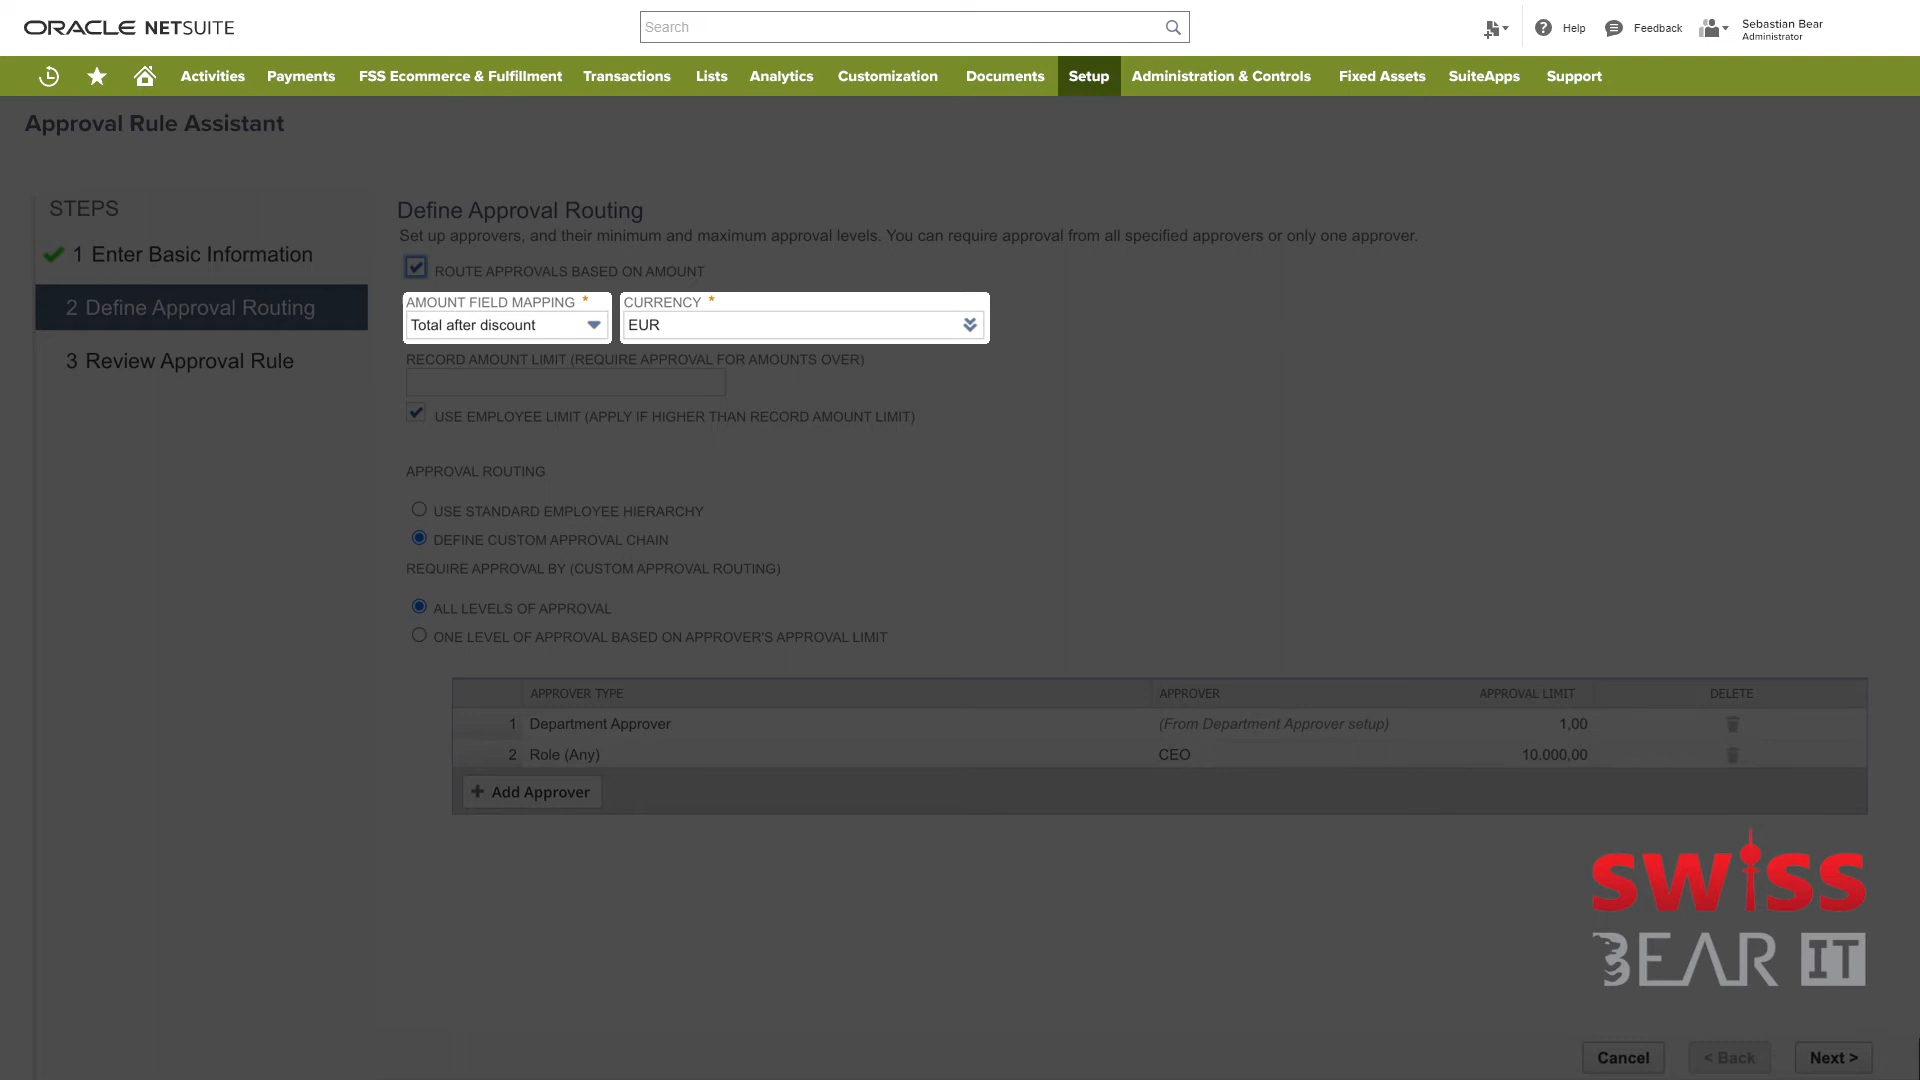 ORACLE NETSUITE
Search
Help
Feedback
Sebastian Bear
Administrator
Activities
Payments
FSS Ecommerce & Fulfillment
Transactions
Lists
Analytics
Customization
Documents
Setup
Administration & Controls
Fixed Assets
SuiteApps
Support
Approval Rule Assistant
STEPS
1 Enter Basic Information
2 Define Approval Routing
3 Review Approval Rule
Define Approval Routing
Set up approvers, and their minimum and maximum approval levels. You can require approval from all specified approvers or only one approver.
ROUTE APPROVALS BASED ON AMOUNT
AMOUNT FIELD MAPPING * CURRENCY *
Total after discount EUR
RECORD AMOUNT LIMIT (REQUIRE APPROVAL FOR AMOUNTS OVER)
USE EMPLOYEE LIMIT (APPLY IF HIGHER THAN RECORD AMOUNT LIMIT)
APPROVAL ROUTING
USE STANDARD EMPLOYEE HIERARCHY
DEFINE CUSTOM APPROVAL CHAIN
REQUIRE APPROVAL BY (CUSTOM APPROVAL ROUTING)
ALL LEVELS OF APPROVAL
ONE LEVEL OF APPROVAL BASED ON APPROVER'S APPROVAL LIMIT
APPROVER TYPE APPROVER APPROVAL LIMIT DELETE
1 Department Approver (From Department Approver setup) 1,00
2 Role (Any) CEO 10.000,00
+ Add Approver
SWISS
BEAR IT
Cancel < Back Next >